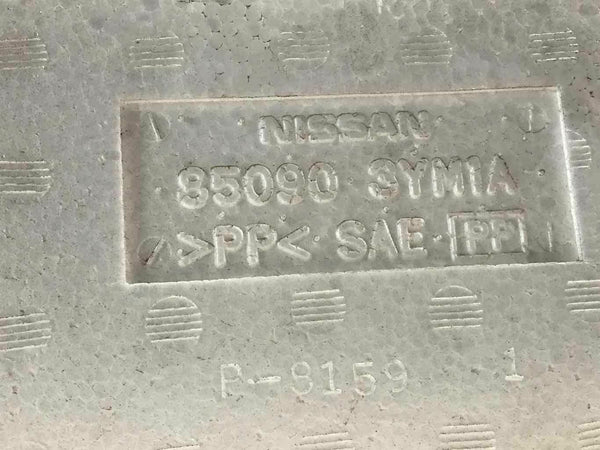 NISSAN
85090 3YM1A
>PP< SAE PP
P-8159 1